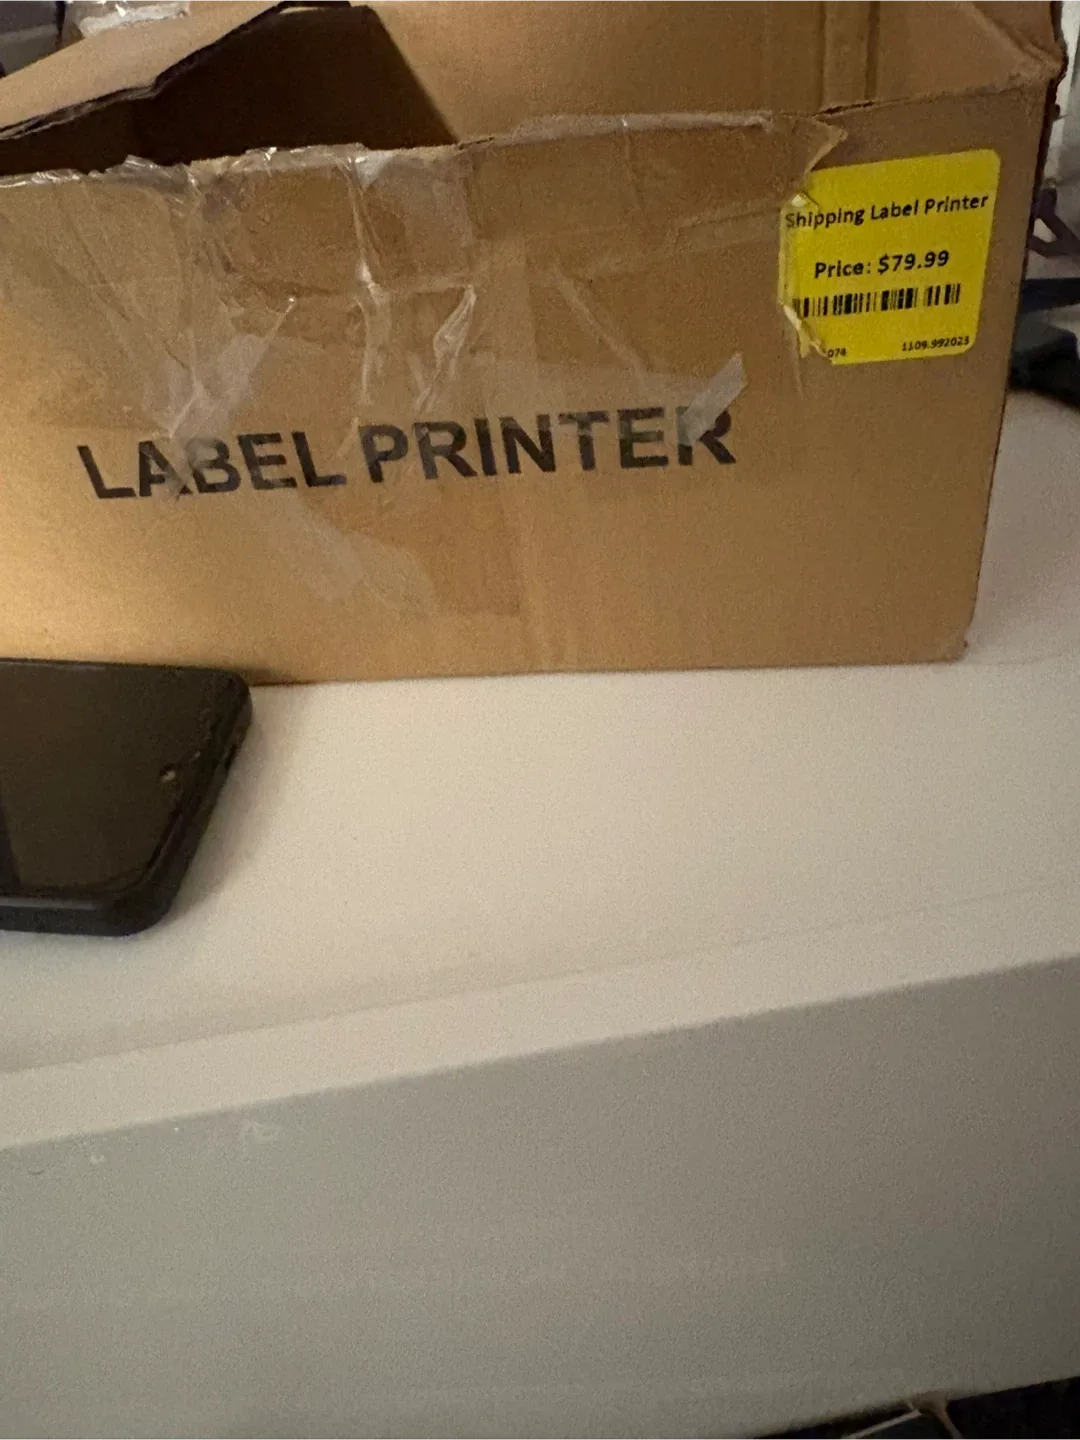 Shipping Label Printer
Price: $79.99
074 1109.992023
LABEL PRINTER